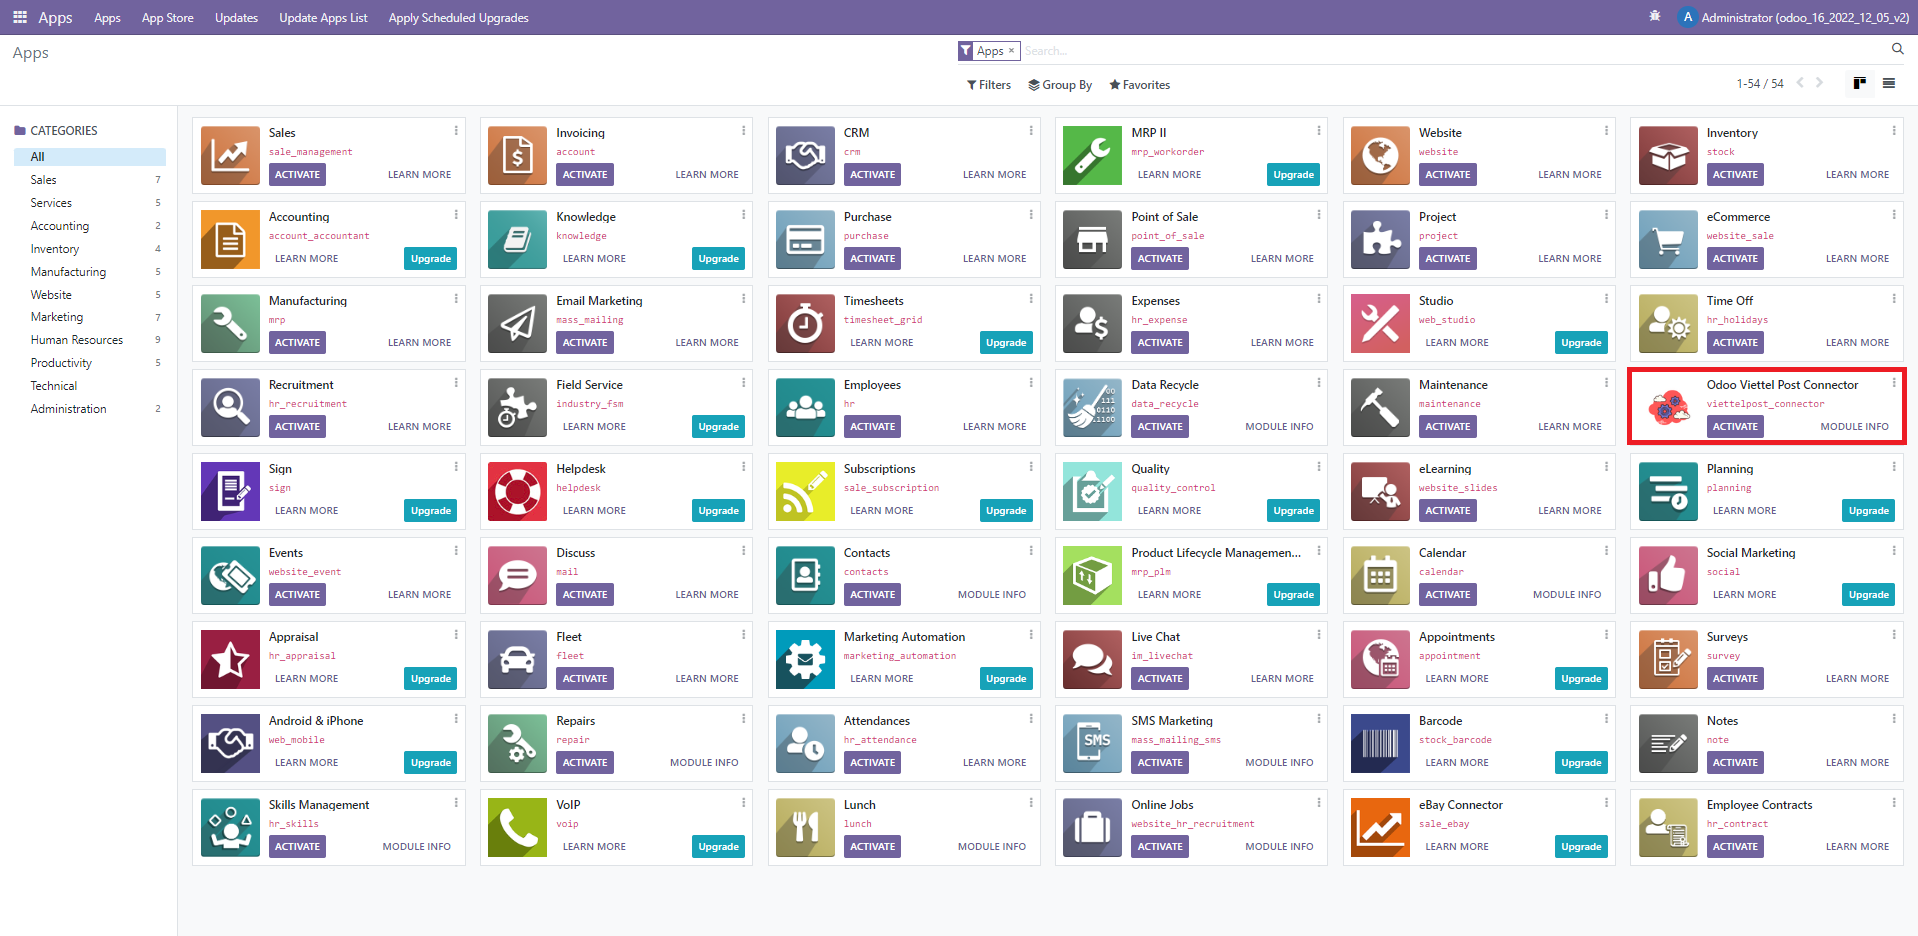 Apps Apps App Store Updates Update Apps List Apply Scheduled Upgrades A Administrator (odoo_16_2022_12_05_v2)
Apps Apps × Search...
Filters Group By Favorites 1-54 / 54
CATEGORIES
All
Sales 7
Services 5
Accounting 2
Inventory 4
Manufacturing 5
Website 5
Marketing 7
Human Resources 9
Productivity 5
Technical
Administration 2
Sales
sale_management
ACTIVATE LEARN MORE
Invoicing
account
ACTIVATE LEARN MORE
CRM
crm
ACTIVATE LEARN MORE
MRP II
mrp_workorder
LEARN MORE Upgrade
Website
website
ACTIVATE LEARN MORE
Inventory
stock
ACTIVATE LEARN MORE
Accounting
account_accountant
LEARN MORE Upgrade
Knowledge
knowledge
LEARN MORE Upgrade
Purchase
purchase
ACTIVATE LEARN MORE
Point of Sale
point_of_sale
ACTIVATE LEARN MORE
Project
project
ACTIVATE LEARN MORE
eCommerce
website_sale
ACTIVATE LEARN MORE
Manufacturing
mrp
ACTIVATE LEARN MORE
Email Marketing
mass_mailing
ACTIVATE LEARN MORE
Timesheets
timesheet_grid
LEARN MORE Upgrade
Expenses
hr_expense
ACTIVATE LEARN MORE
Studio
web_studio
LEARN MORE Upgrade
Time Off
hr_holidays
ACTIVATE LEARN MORE
Recruitment
hr_recruitment
ACTIVATE LEARN MORE
Field Service
industry_fsm
LEARN MORE Upgrade
Employees
hr
ACTIVATE LEARN MORE
Data Recycle
data_recycle
ACTIVATE MODULE INFO
Maintenance
maintenance
ACTIVATE LEARN MORE
Odoo Viettel Post Connector
viettelpost_connector
ACTIVATE MODULE INFO
Sign
sign
LEARN MORE Upgrade
Helpdesk
helpdesk
LEARN MORE Upgrade
Subscriptions
sale_subscription
LEARN MORE Upgrade
Quality
quality_control
LEARN MORE Upgrade
eLearning
website_slides
ACTIVATE LEARN MORE
Planning
planning
LEARN MORE Upgrade
Events
website_event
ACTIVATE LEARN MORE
Discuss
mail
ACTIVATE LEARN MORE
Contacts
contacts
ACTIVATE MODULE INFO
Product Lifecycle Managemen...
mrp_plm
LEARN MORE Upgrade
Calendar
calendar
ACTIVATE MODULE INFO
Social Marketing
social
LEARN MORE Upgrade
Appraisal
hr_appraisal
LEARN MORE Upgrade
Fleet
fleet
ACTIVATE LEARN MORE
Marketing Automation
marketing_automation
LEARN MORE Upgrade
Live Chat
im_livechat
ACTIVATE LEARN MORE
Appointments
appointment
LEARN MORE Upgrade
Surveys
survey
ACTIVATE LEARN MORE
Android & iPhone
web_mobile
LEARN MORE Upgrade
Repairs
repair
ACTIVATE MODULE INFO
Attendances
hr_attendance
ACTIVATE LEARN MORE
SMS
SMS Marketing
mass_mailing_sms
ACTIVATE MODULE INFO
Barcode
stock_barcode
LEARN MORE Upgrade
Notes
note
ACTIVATE LEARN MORE
Skills Management
hr_skills
ACTIVATE MODULE INFO
VoIP
voip
LEARN MORE Upgrade
Lunch
lunch
ACTIVATE MODULE INFO
Online Jobs
website_hr_recruitment
ACTIVATE MODULE INFO
eBay Connector
sale_ebay
LEARN MORE Upgrade
Employee Contracts
hr_contract
ACTIVATE LEARN MORE